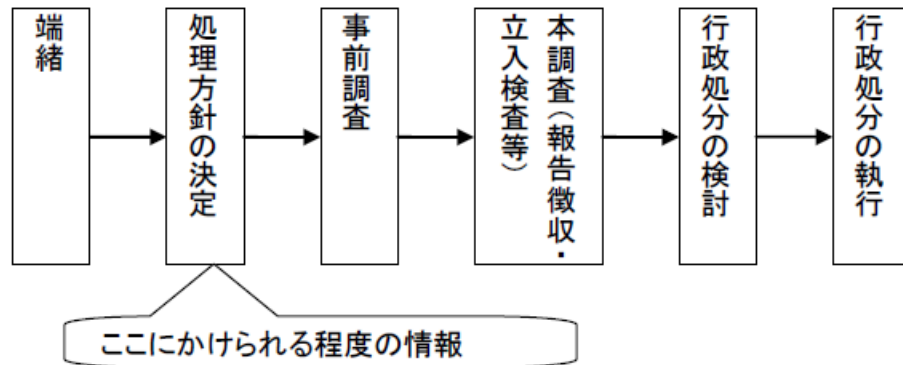 端緒
処理方針の決定
事前調査
本調査（報告徴収・
立入検査等）
行政処分の検討
行政処分の執行
ここにかけられる程度の情報